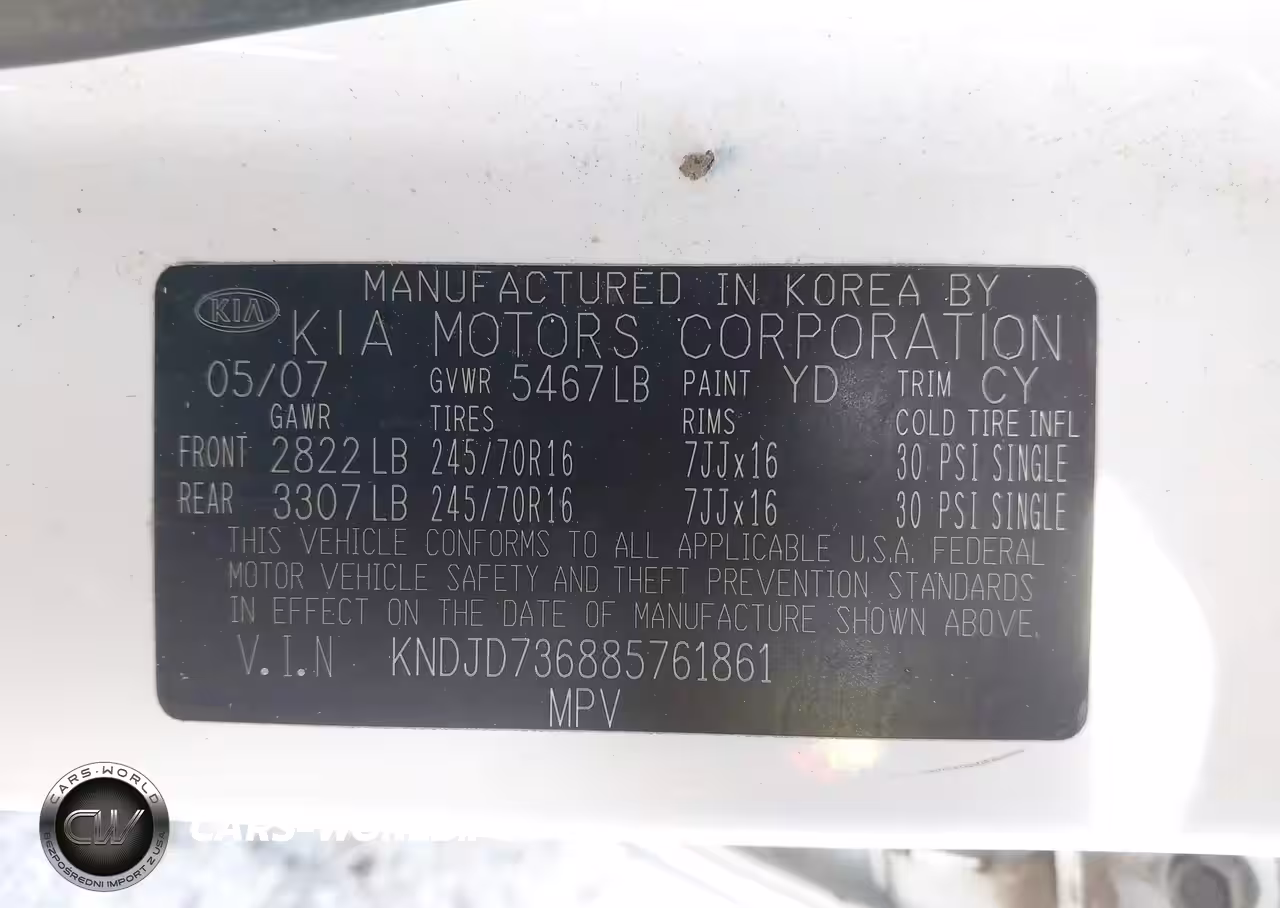 MANUFACTURED IN KOREA BY
KIA
KIA MOTORS CORPORATION
05/07 GVWR 5467LB PAINT YD TRIM CY
GAWR TIRES RIMS COLD TIRE INFL
FRONT 2822LB 245/70R16 7JJx16 30 PSI SINGLE
REAR 3307LB 245/70R16 7JJx16 30 PSI SINGLE
THIS VEHICLE CONFORMS TO ALL APPLICABLE U.S.A. FEDERAL
MOTOR VEHICLE SAFETY AND THEFT PREVENTION STANDARDS
IN EFFECT ON THE DATE OF MANUFACTURE SHOWN ABOVE.
V.I.N KNDJD736885761861
MPV
CARS-WORLD
CW
BEZPOŚREDNI IMPORT Z USA